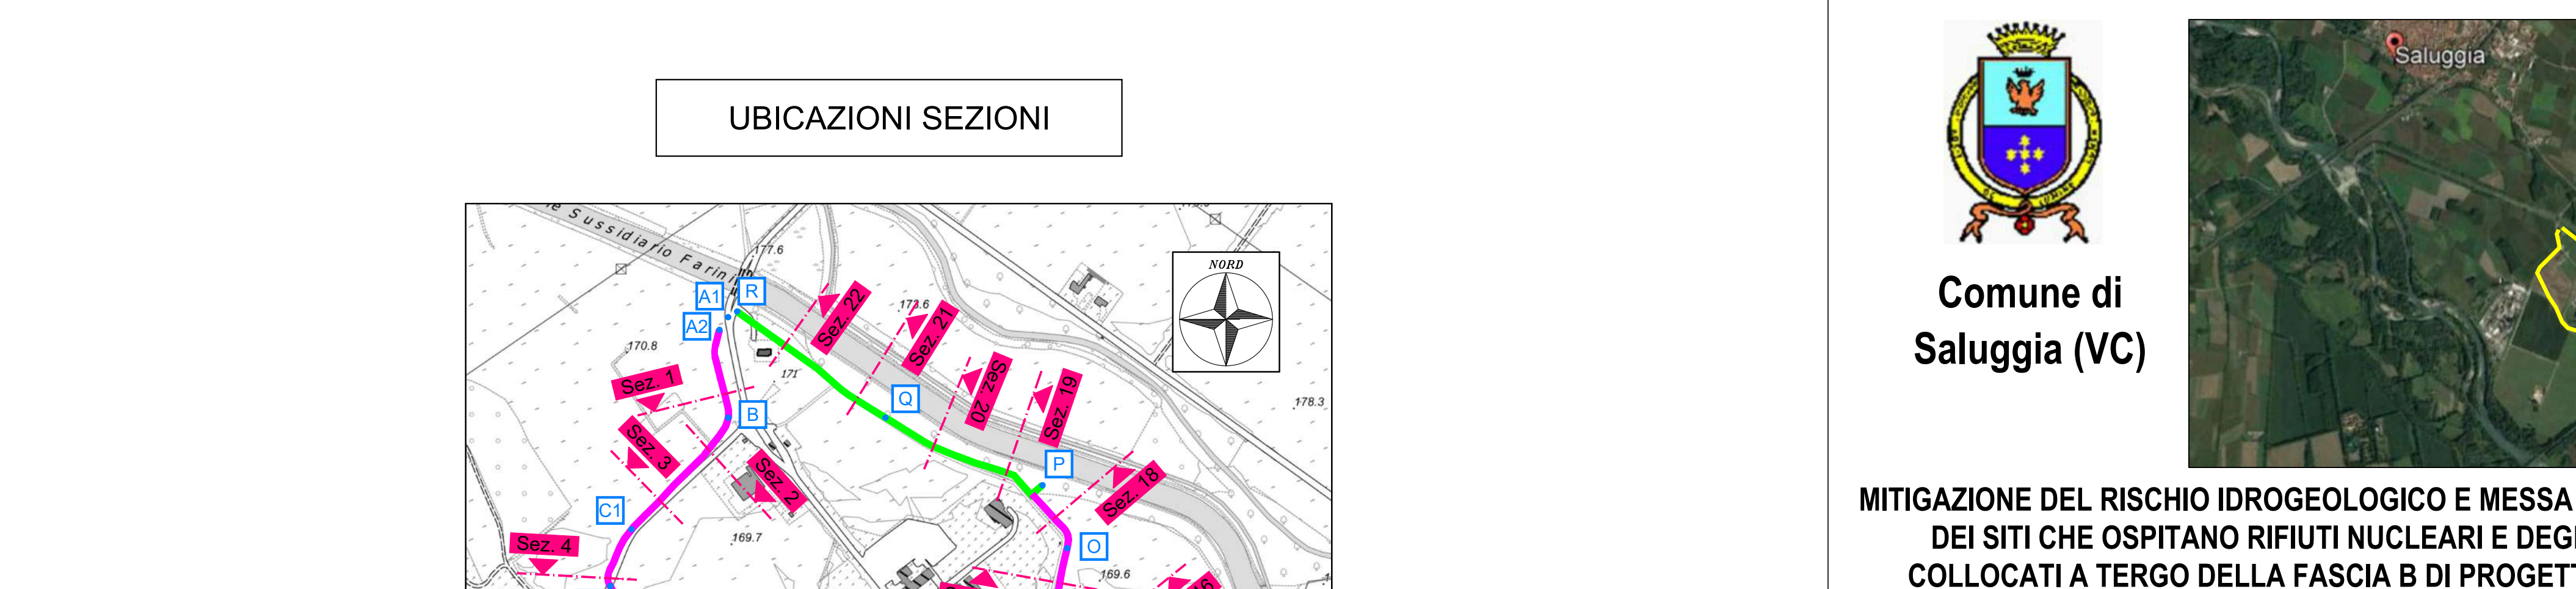 UBICAZIONI SEZIONI
Sussidiario Farin
177.6
NORD
A1
R
A2
Sez. 22
173.6
Sez. 21
170.8
171
Sez. 1
Sez. 20
Sez. 19
Q
178.3
B
Sez. 3
Sez. 2
P
Sez. 18
C1
169.7
Sez. 4
O
169.6
Saluggia
Comune di
Saluggia (VC)
MITIGAZIONE DEL RISCHIO IDROGEOLOGICO E MESSA
DEI SITI CHE OSPITANO RIFIUTI NUCLEARI E DEG
COLLOCATI A TERGO DELLA FASCIA B DI PROGETT